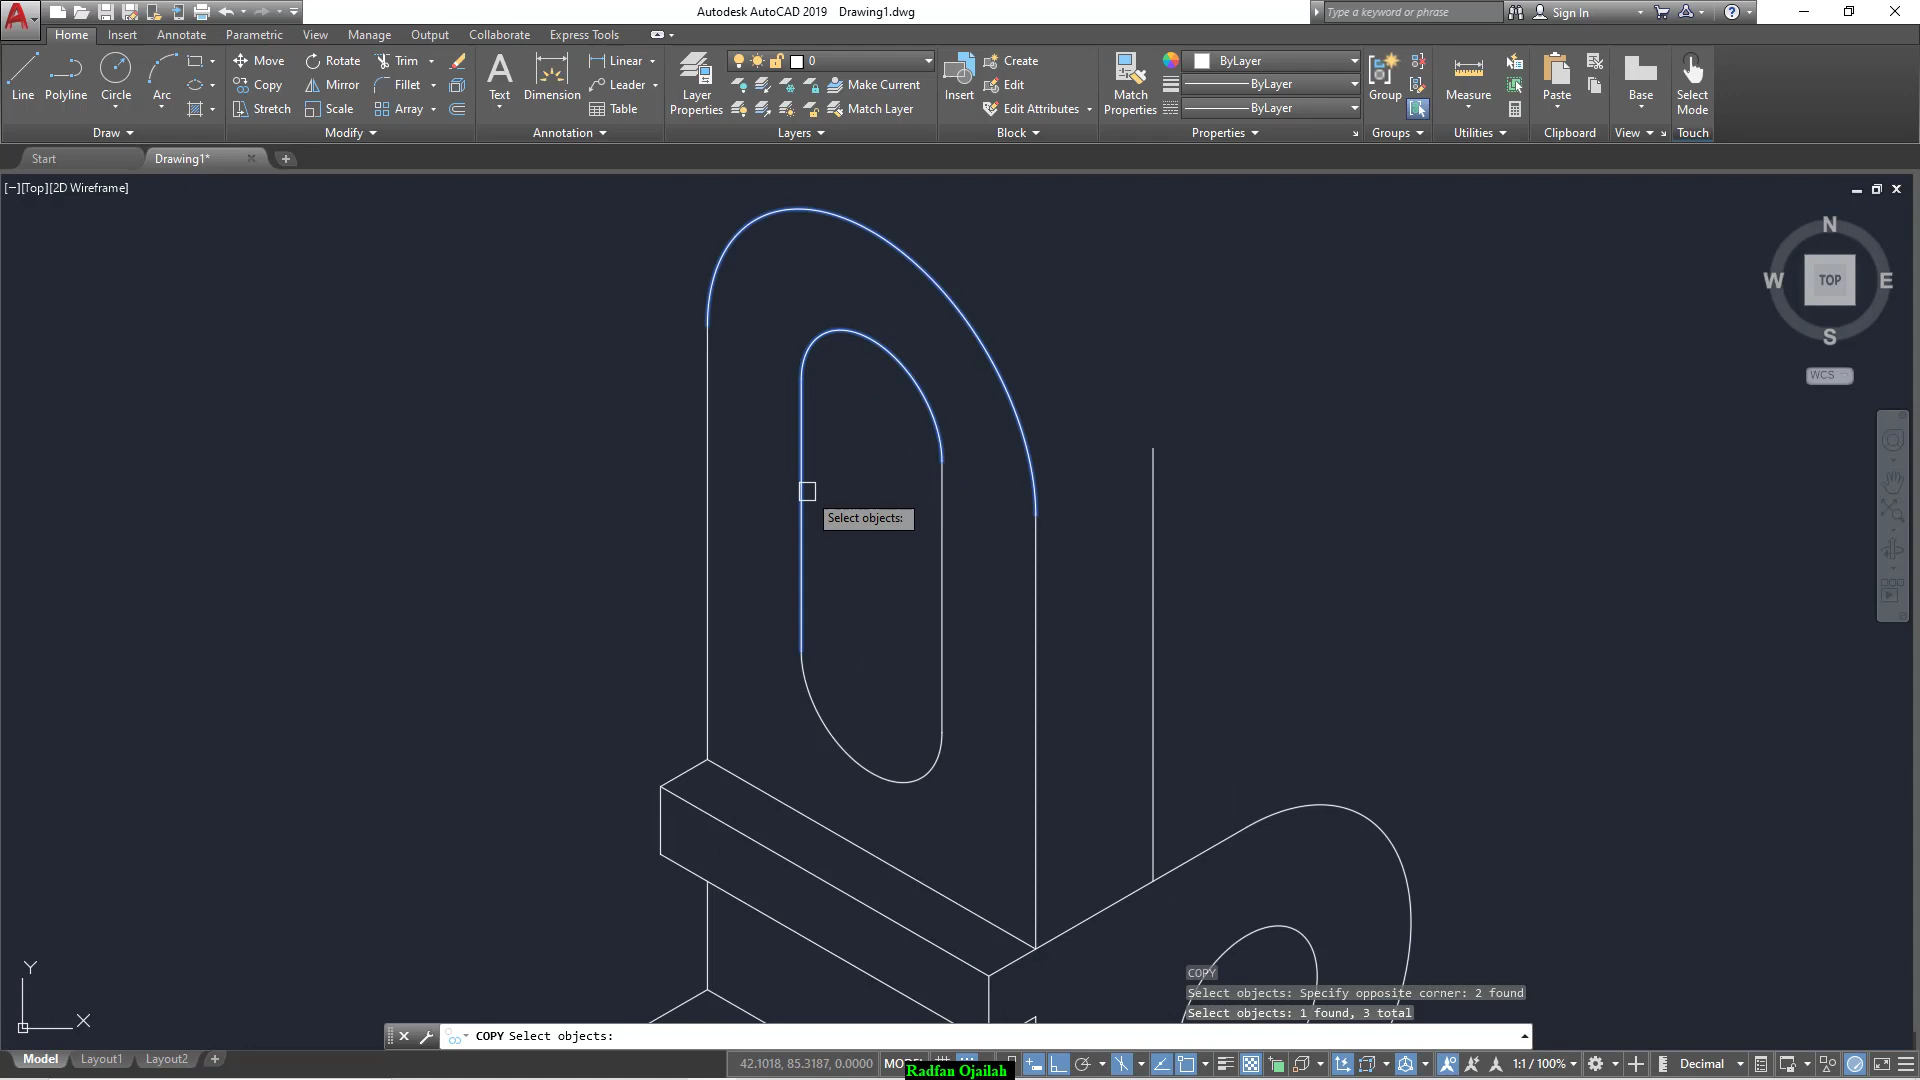 Autodesk AutoCAD 2019 Drawing1.dwg
Type a keyword or phrase
Sign In
Home Insert Annotate Parametric View Manage Output Collaborate Express Tools
Line Polyline Circle Arc
Draw
Move Rotate Trim
Copy Mirror Fillet
Stretch Scale Array
Modify
Text Dimension
Linear
Leader
Table
Annotation
Layer Properties
0
Make Current
Match Layer
Layers
Insert
Create
Edit
Edit Attributes
Block
Match Properties
ByLayer
ByLayer
ByLayer
Properties
Group
Groups
Measure
Utilities
Paste
Clipboard
Base
View
Select Mode
Touch
Start Drawing1*
[−][Top][2D Wireframe]
N
W TOP E
S
WCS
Select objects:
COPY
Select objects: Specify opposite corner: 2 found
Select objects: 1 found, 3 total
Y
X
COPY Select objects:
Model Layout1 Layout2
42.1018, 85.3187, 0.0000
1:1 / 100%
Decimal
Radfan Ojailah